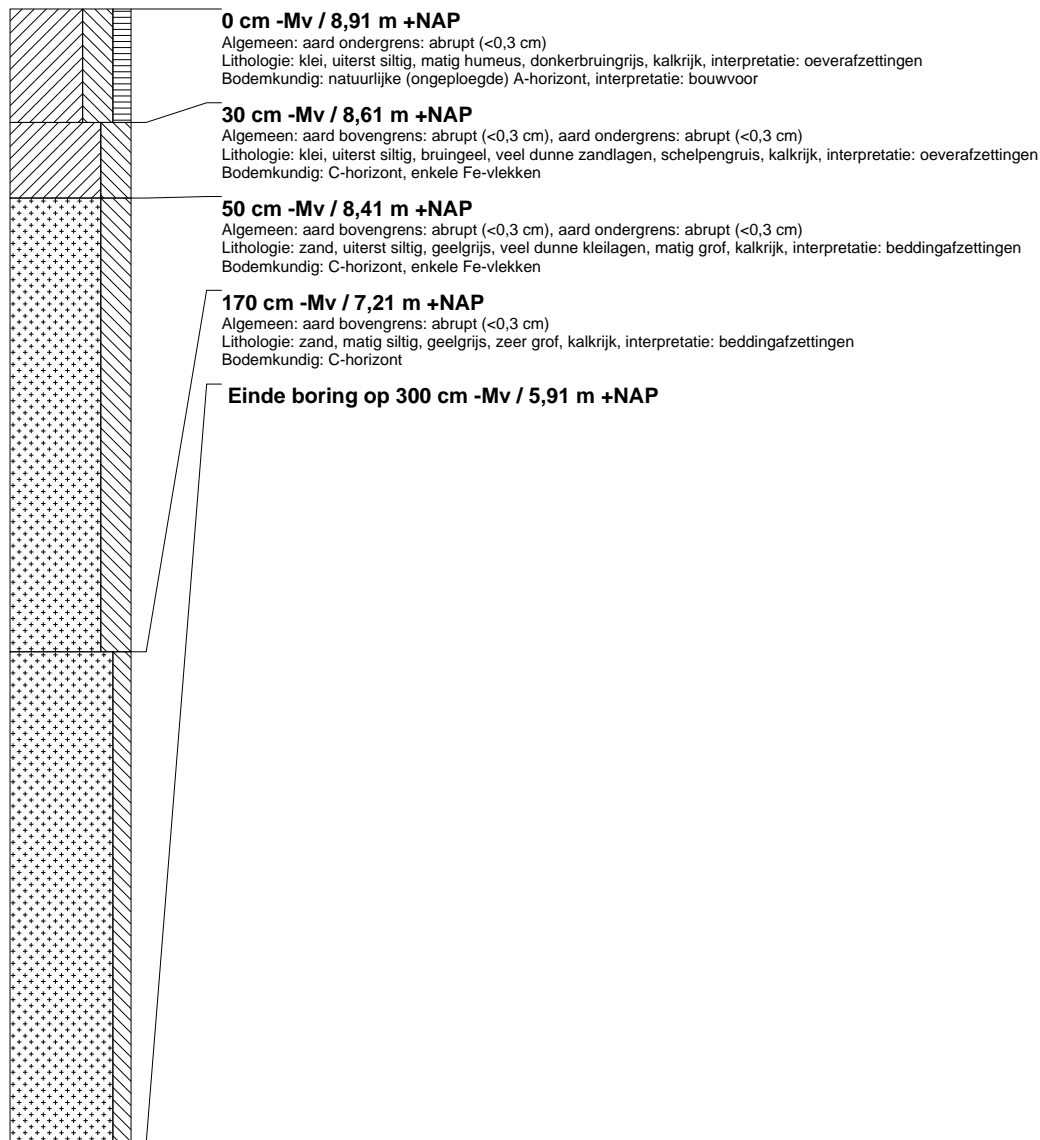 0 cm -Mv / 8,91 m +NAP
Algemeen: aard ondergrens: abrupt (<0,3 cm)
Lithologie: klei, uiterst siltig, matig humeus, donkerbruingrijs, kalkrijk, interpretatie: oeverafzettingen
Bodemkundig: natuurlijke (ongeploegde) A-horizont, interpretatie: bouwvoor
30 cm -Mv / 8,61 m +NAP
Algemeen: aard bovengrens: abrupt (<0,3 cm), aard ondergrens: abrupt (<0,3 cm)
Lithologie: klei, uiterst siltig, bruingeel, veel dunne zandlagen, schelpengruis, kalkrijk, interpretatie: oeverafzettingen
Bodemkundig: C-horizont, enkele Fe-vlekken
50 cm -Mv / 8,41 m +NAP
Algemeen: aard bovengrens: abrupt (<0,3 cm), aard ondergrens: abrupt (<0,3 cm)
Lithologie: zand, uiterst siltig, geelgrijs, veel dunne kleilagen, matig grof, kalkrijk, interpretatie: beddingafzettingen
Bodemkundig: C-horizont, enkele Fe-vlekken
170 cm -Mv / 7,21 m +NAP
Algemeen: aard bovengrens: abrupt (<0,3 cm)
Lithologie: zand, matig siltig, geelgrijs, zeer grof, kalkrijk, interpretatie: beddingafzettingen
Bodemkundig: C-horizont
Einde boring op 300 cm -Mv / 5,91 m +NAP